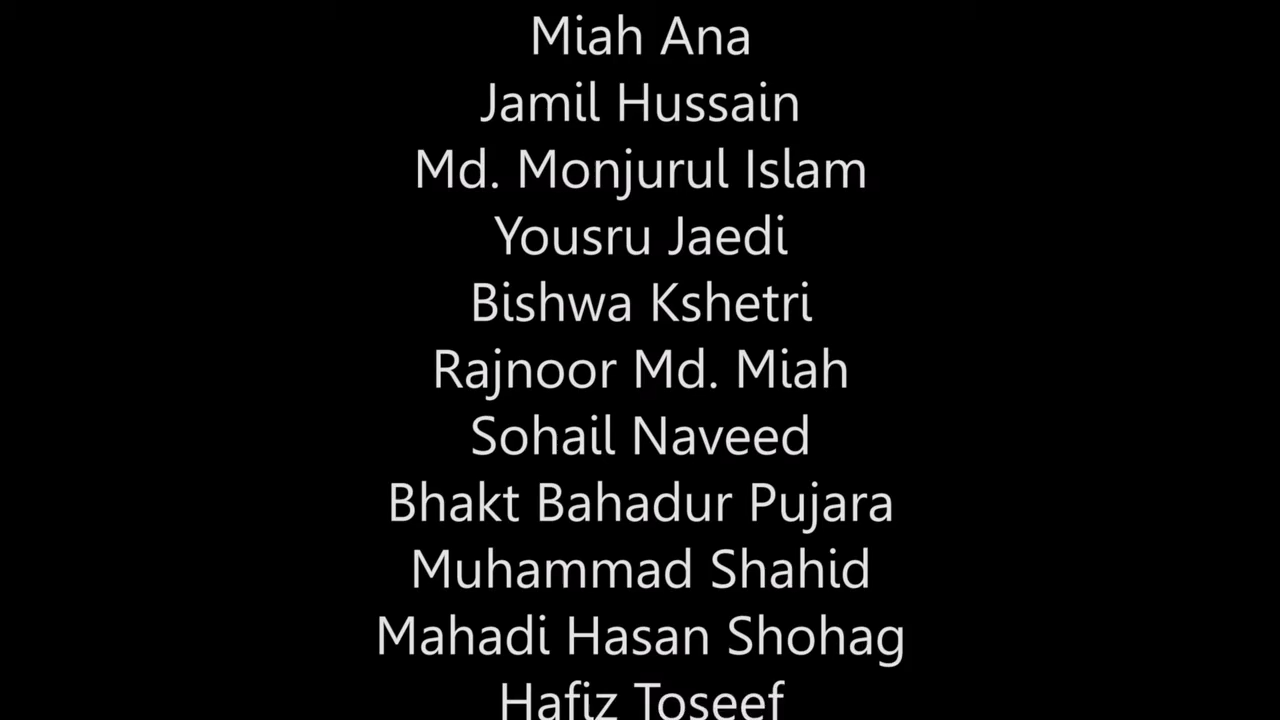 Miah Ana
Jamil Hussain
Md. Monjurul Islam
Yousru Jaedi
Bishwa Kshetri
Rajnoor Md. Miah
Sohail Naveed
Bhakt Bahadur Pujara
Muhammad Shahid
Mahadi Hasan Shohag
Hafiz Toseef